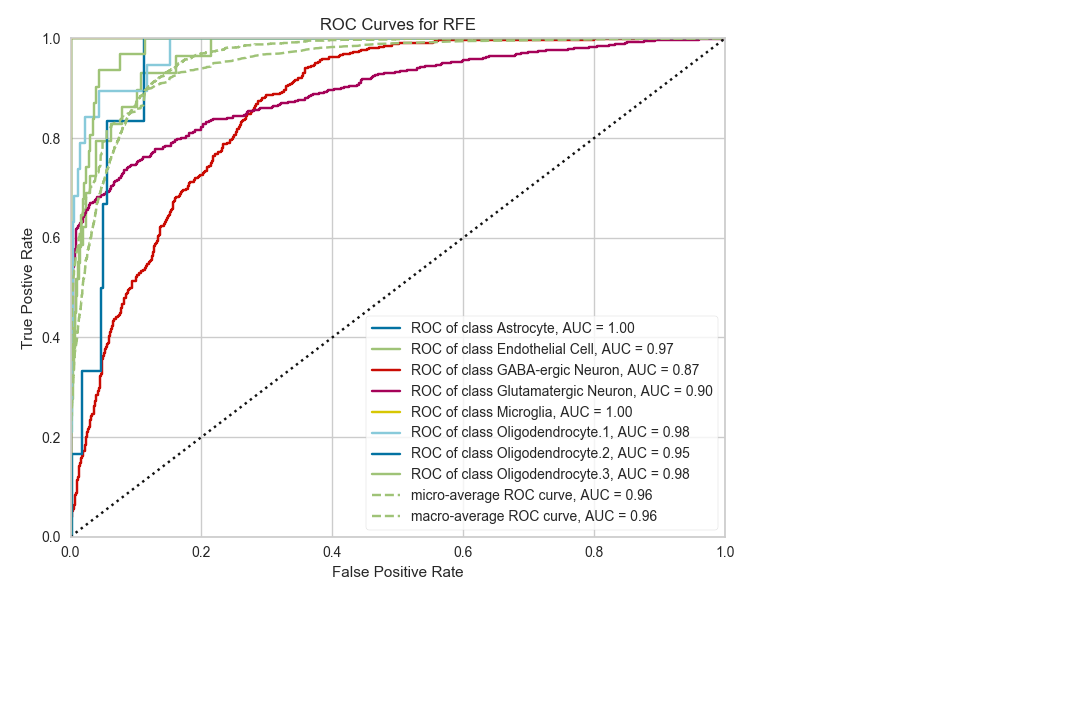 ROC Curves for RFE
1.0
0.8
0.6
0.4
0.2
0.0
True Postive Rate
ROC of class Astrocyte, AUC = 1.00
ROC of class Endothelial Cell, AUC = 0.97
ROC of class GABA-ergic Neuron, AUC = 0.87
ROC of class Glutamatergic Neuron, AUC = 0.90
ROC of class Microglia, AUC = 1.00
ROC of class Oligodendrocyte.1, AUC = 0.98
ROC of class Oligodendrocyte.2, AUC = 0.95
ROC of class Oligodendrocyte.3, AUC = 0.98
micro-average ROC curve, AUC = 0.96
macro-average ROC curve, AUC = 0.96
0.0 0.2 0.4 0.6 0.8 1.0
False Positive Rate